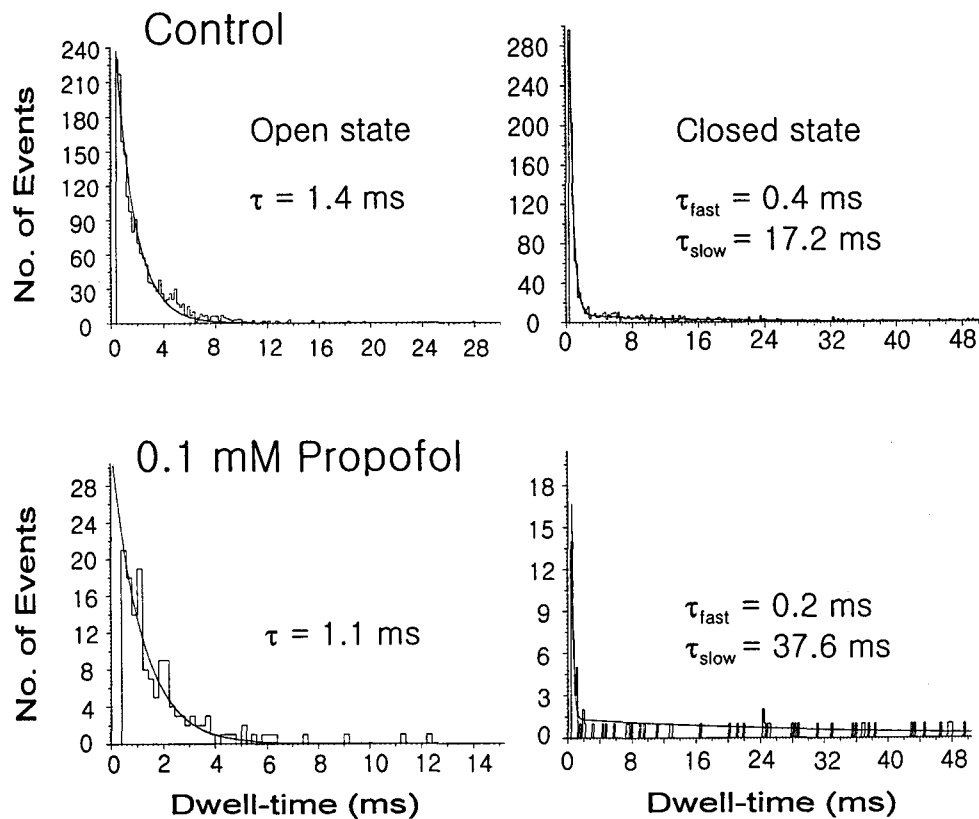 Control
No. of Events
240
210
180
150
120
90
60
30
0
Open state
τ = 1.4 ms
0 4 8 12 16 20 24 28
280
240
200
160
120
80
40
0
Closed state
τfast = 0.4 ms
τslow = 17.2 ms
0 8 16 24 32 40 48
0.1 mM Propofol
No. of Events
28
24
20
16
12
8
4
0
τ = 1.1 ms
0 2 4 6 8 10 12 14
Dwell-time (ms)
18
15
12
9
6
3
0
τfast = 0.2 ms
τslow = 37.6 ms
0 8 16 24 32 40 48
Dwell-time (ms)